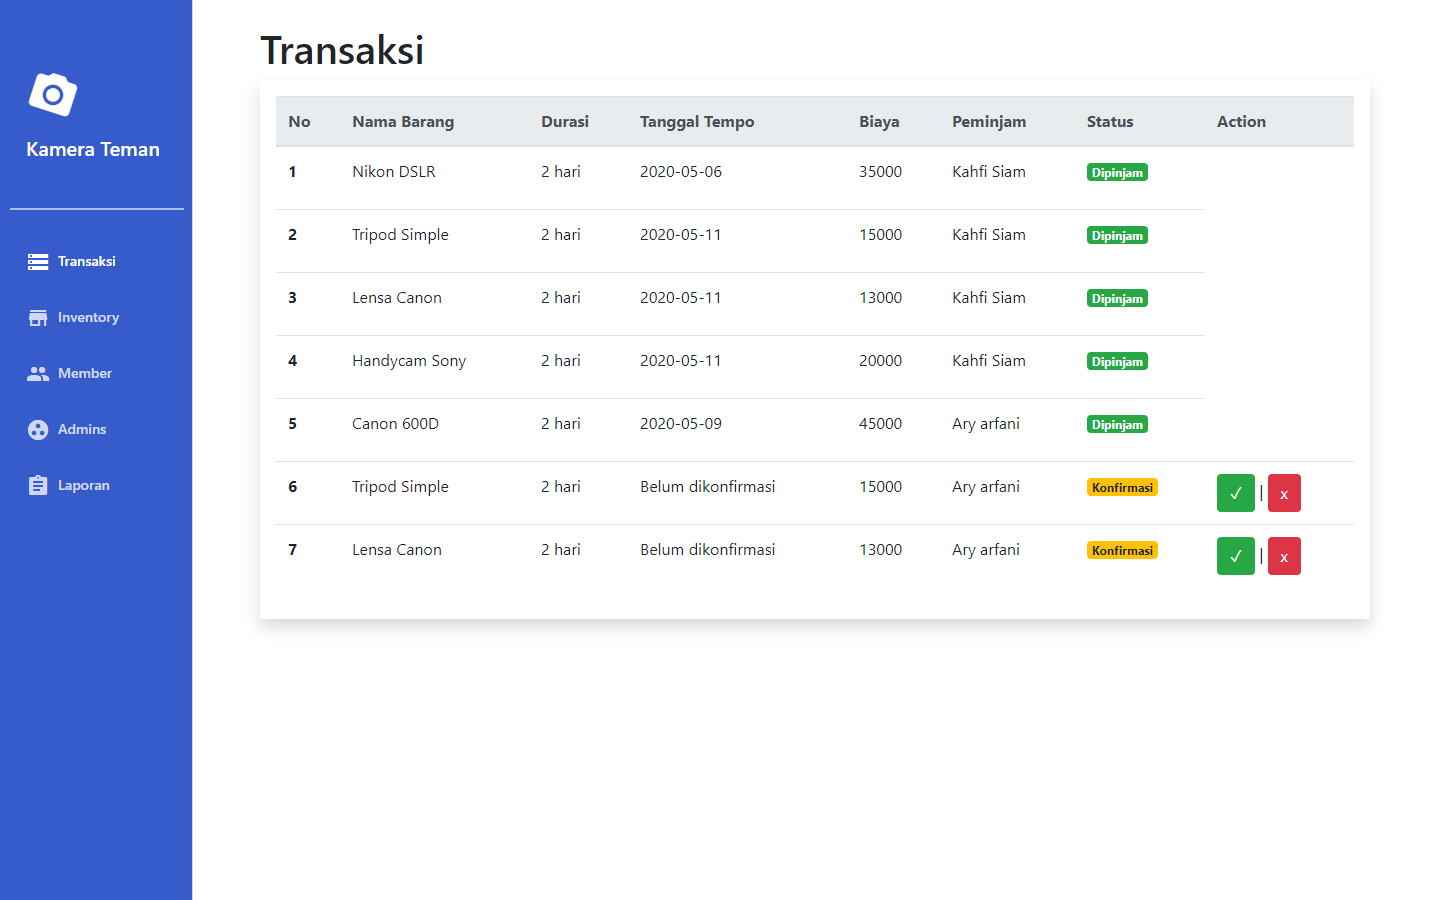 Transaksi
Kamera Teman
Transaksi
Inventory
Member
Admins
Laporan
No Nama Barang Durasi Tanggal Tempo Biaya Peminjam Status Action
1 Nikon DSLR 2 hari 2020-05-06 35000 Kahfi Siam Dipinjam
2 Tripod Simple 2 hari 2020-05-11 15000 Kahfi Siam Dipinjam
3 Lensa Canon 2 hari 2020-05-11 13000 Kahfi Siam Dipinjam
4 Handycam Sony 2 hari 2020-05-11 20000 Kahfi Siam Dipinjam
5 Canon 600D 2 hari 2020-05-09 45000 Ary arfani Dipinjam
6 Tripod Simple 2 hari Belum dikonfirmasi 15000 Ary arfani Konfirmasi ✓ | x
7 Lensa Canon 2 hari Belum dikonfirmasi 13000 Ary arfani Konfirmasi ✓ | x